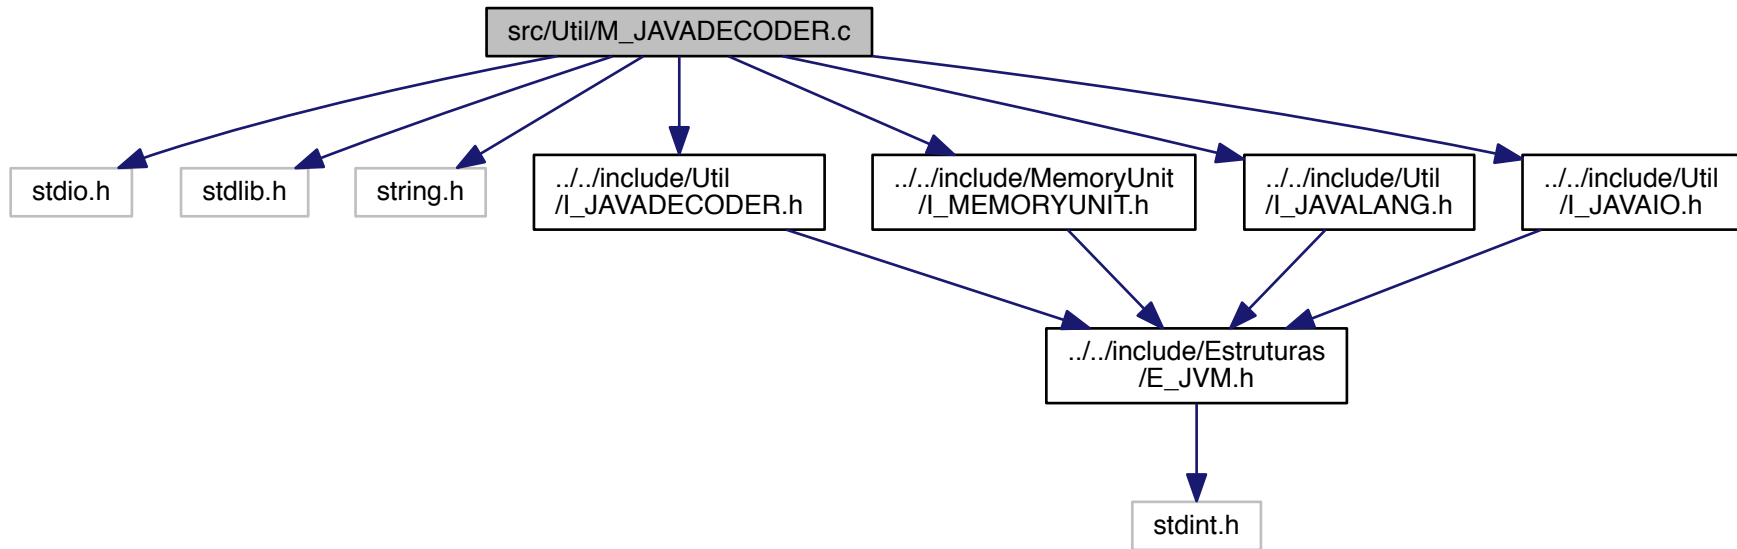 src/Util/M_JAVADECODER.c
stdio.h
stdlib.h
string.h
../../include/Util
/I_JAVADECODER.h
../../include/MemoryUnit
/I_MEMORYUNIT.h
../../include/Util
/I_JAVALANG.h
../../include/Util
/I_JAVAIO.h
../../include/Estruturas
/E_JVM.h
stdint.h